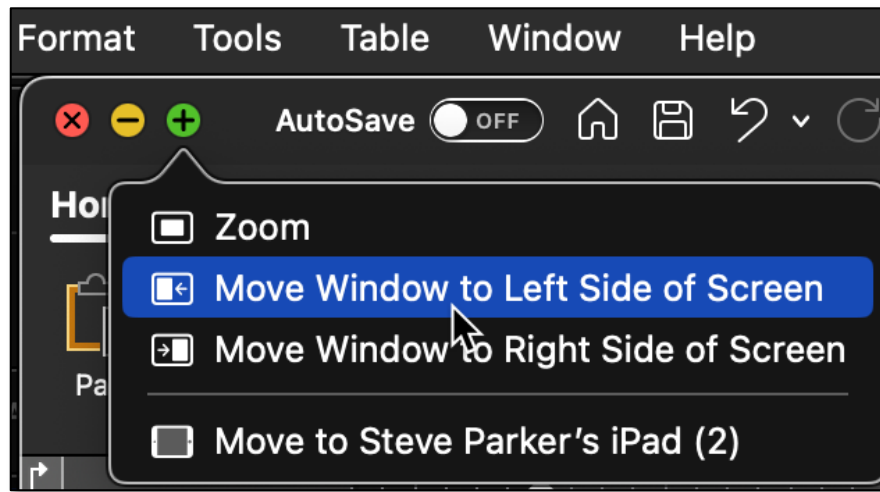 Format Tools Table Window Help
AutoSave OFF
Zoom
Move Window to Left Side of Screen
Move Window to Right Side of Screen
Move to Steve Parker's iPad (2)